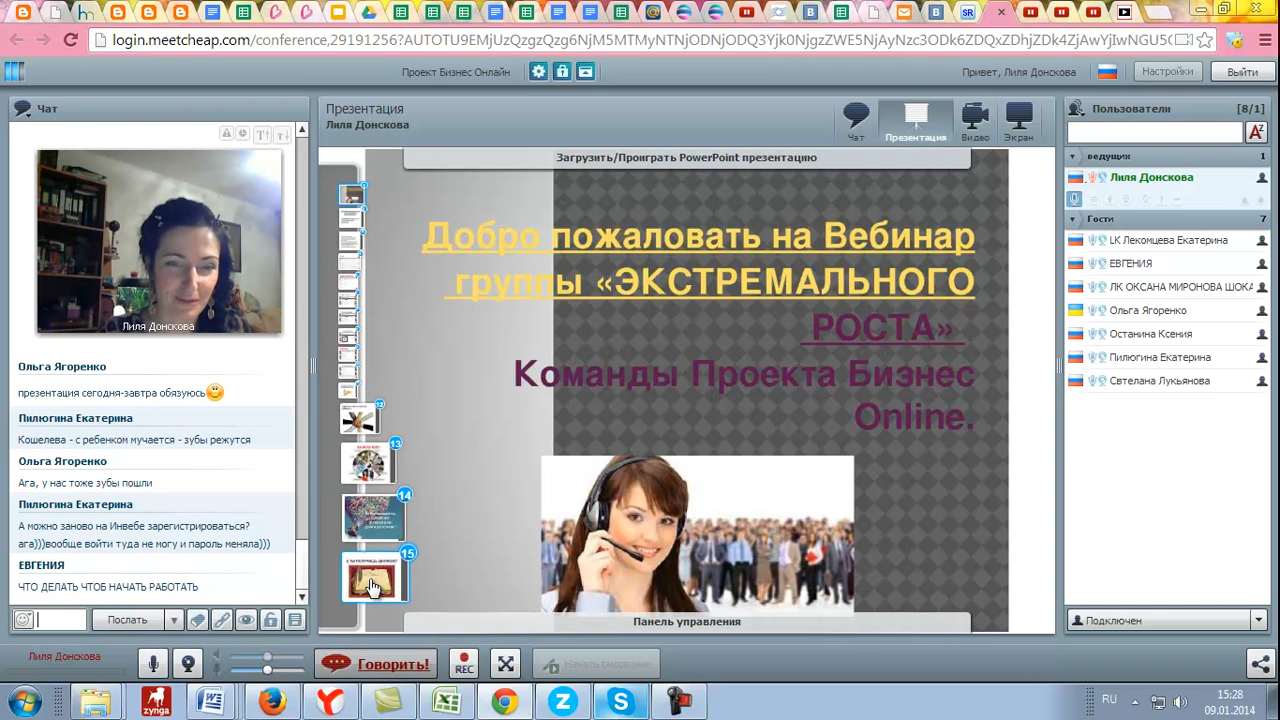 login.meetcheap.com/conference,29191256?
Проект Бизнес Онлайн
Привет, Лиля Донскова
Настройки
Выйти
Чат
Лиля Донскова
Ольга Ягоренко
презентация сегодня-завтра обязуюсь
Пилюгина Екатерина
Кошелева - с ребенком мучается - зубы режутся
Ольга Ягоренко
Ага, у нас тоже зубы пошли
Пилюгина Екатерина
А можно заново на Инвебе зарегистрироваться?
ага)))вообще войти туда не могу и пароль меняла)))
ЕВГЕНИЯ
ЧТО ДЕЛАТЬ ЧТОБ НАЧАТЬ РАБОТАТЬ
Послать
Презентация
Лиля Донскова
Чат
Презентация
Видео
Экран
Загрузить/Проиграть PowerPoint презентацию
Добро пожаловать на Вебинар
группы «ЭКСТРЕМАЛЬНОГО
РОСТА»
Команды Проекта Бизнес
Online.
12
13
14
15
Панель управления
Пользователи
[8/1]
ведущих 1
Лиля Донскова
Гости 7
LK Лекомцева Екатерина
ЕВГЕНИЯ
ЛК ОКСАНА МИРОНОВА ШОКА
Ольга Ягоренко
Останина Ксения
Пилюгина Екатерина
Свтелана Лукьянова
Подключен
Лиля Донскова
Говорить!
REC
Начать
zynga
RU
15:28
09.01.2014